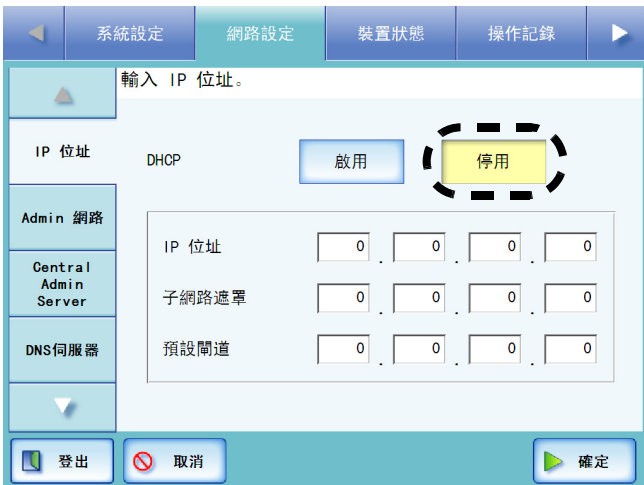 系統設定 網路設定 裝置狀態 操作記錄
輸入 IP 位址。
IP 位址
Admin 網路
Central
Admin
Server
DNS伺服器
DHCP 啟用 停用
IP 位址 0 . 0 . 0 . 0
子網路遮罩 0 . 0 . 0 . 0
預設閘道 0 . 0 . 0 . 0
登出 取消 確定